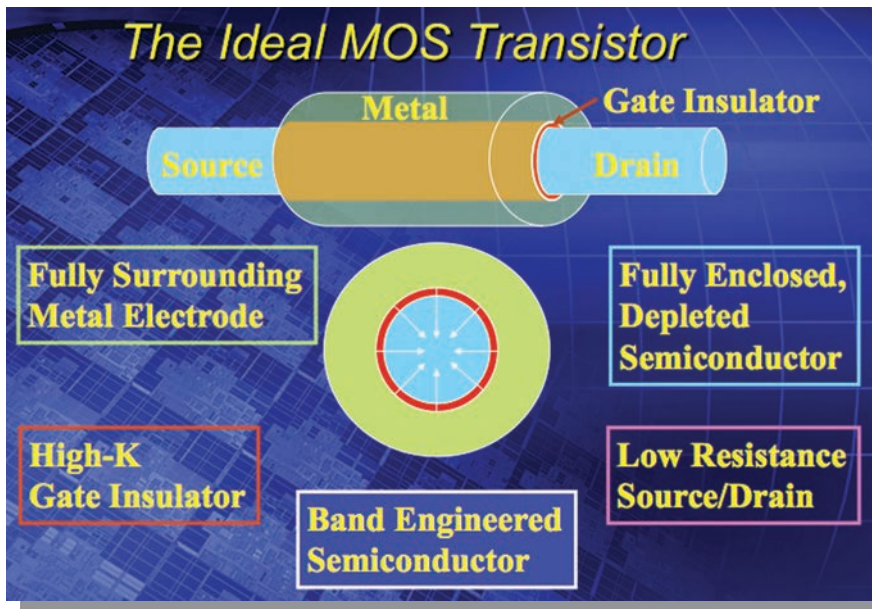 The Ideal MOS Transistor
Metal
Gate Insulator
Source
Drain
Fully Surrounding
Metal Electrode
Fully Enclosed,
Depleted
Semiconductor
High-K
Gate Insulator
Low Resistance
Source/Drain
Band Engineered
Semiconductor